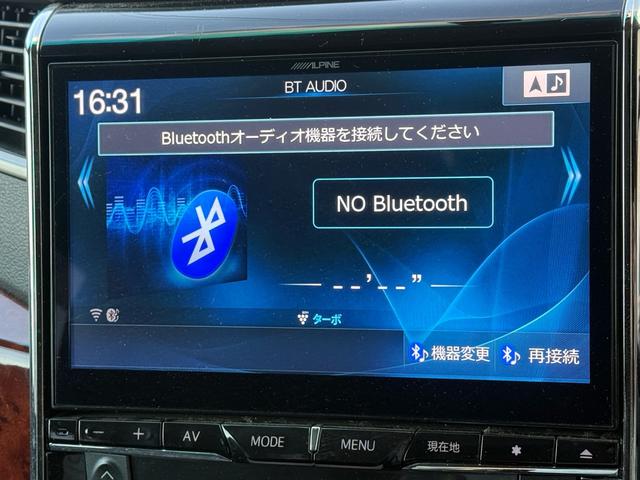 ALPINE
BT AUDIO
16:31
Bluetoothオーディオ機器を接続してください
NO Bluetooth
_ _'_ _"
ターボ
機器変更 再接続
- + AV MODE MENU 現在地 ✱